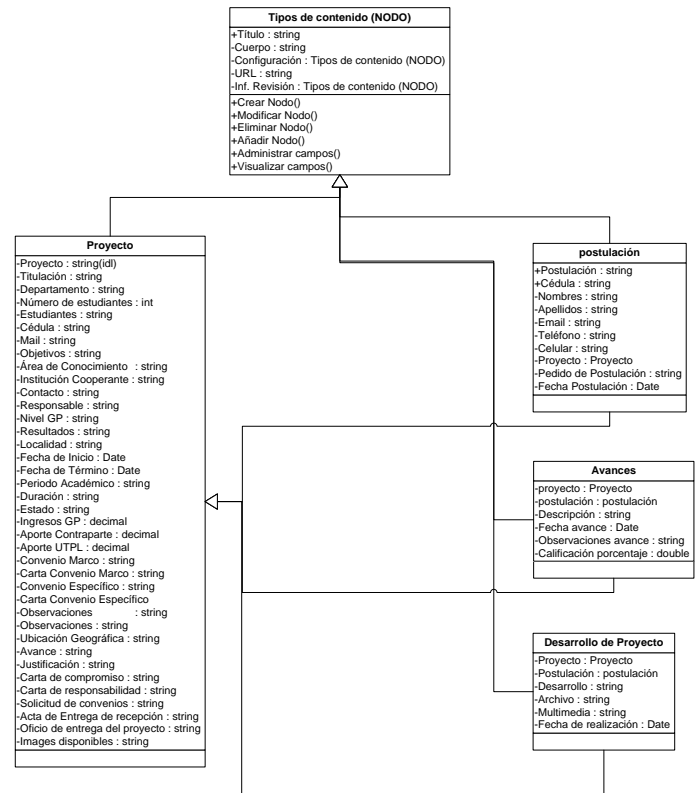 Tipos de contenido (NODO)
+Título : string
-Cuerpo : string
-Configuración : Tipos de contenido (NODO)
-URL : string
-Inf. Revisión : Tipos de contenido (NODO)
+Crear Nodo()
+Modificar Nodo()
+Eliminar Nodo()
+Añadir Nodo()
+Administrar campos()
+Visualizar campos()
Proyecto
-Proyecto : string(idl)
-Titulación : string
-Departamento : string
-Número de estudiantes : int
-Estudiantes : string
-Cédula : string
-Mail : string
-Objetivos : string
-Área de Conocimiento : string
-Institución Cooperante : string
-Contacto : string
-Responsable : string
-Nivel GP : string
-Resultados : string
-Localidad : string
-Fecha de Inicio : Date
-Fecha de Término : Date
-Periodo Académico : string
-Duración : string
-Estado : string
-Ingresos GP : decimal
-Aporte Contraparte : decimal
-Aporte UTPL : decimal
-Convenio Marco : string
-Carta Convenio Marco : string
-Convenio Específico : string
-Carta Convenio Específico
-Observaciones : string
-Observaciones : string
-Ubicación Geográfica : string
-Avance : string
-Justificación : string
-Carta de compromiso : string
-Carta de responsabilidad : string
-Solicitud de convenios : string
-Acta de Entrega de recepción : string
-Oficio de entrega del proyecto : string
-Images disponibles : string
postulación
+Postulación : string
+Cédula : string
-Nombres : string
-Apellidos : string
-Email : string
-Teléfono : string
-Celular : string
-Proyecto : Proyecto
-Pedido de Postulación : string
-Fecha Postulación : Date
Avances
-proyecto : Proyecto
-postulación : postulación
-Descripción : string
-Fecha avance : Date
-Observaciones avance : string
-Calificación porcentaje : double
Desarrollo de Proyecto
-Proyecto : Proyecto
-Postulación : postulación
-Desarrollo : string
-Archivo : string
-Multimedia : string
-Fecha de realización : Date